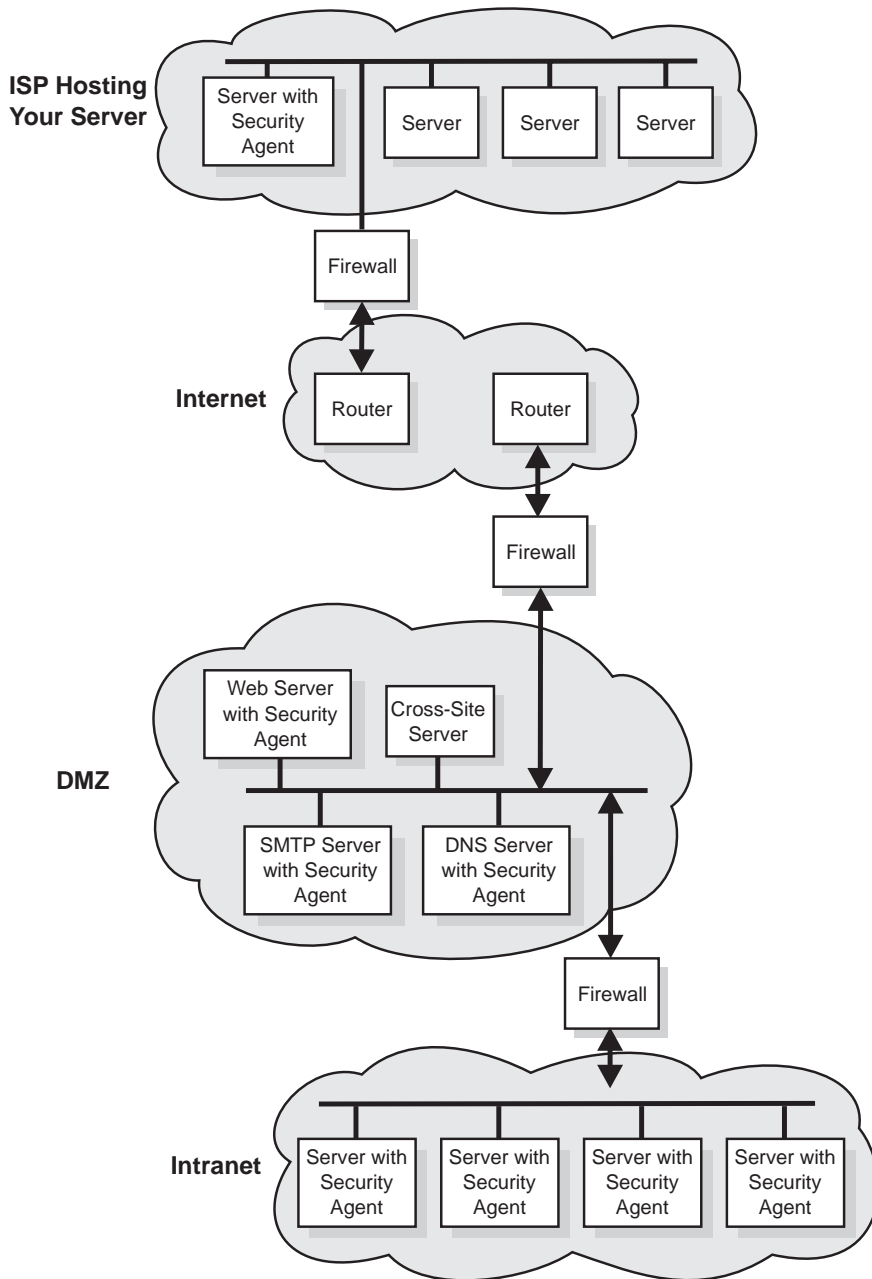 ISP Hosting
Your Server
Server with
Security
Agent
Server
Server
Server
Firewall
Internet
Router
Router
Firewall
DMZ
Web Server
with Security
Agent
Cross-Site
Server
SMTP Server
with Security
Agent
DNS Server
with Security
Agent
Firewall
Intranet
Server with
Security
Agent
Server with
Security
Agent
Server with
Security
Agent
Server with
Security
Agent